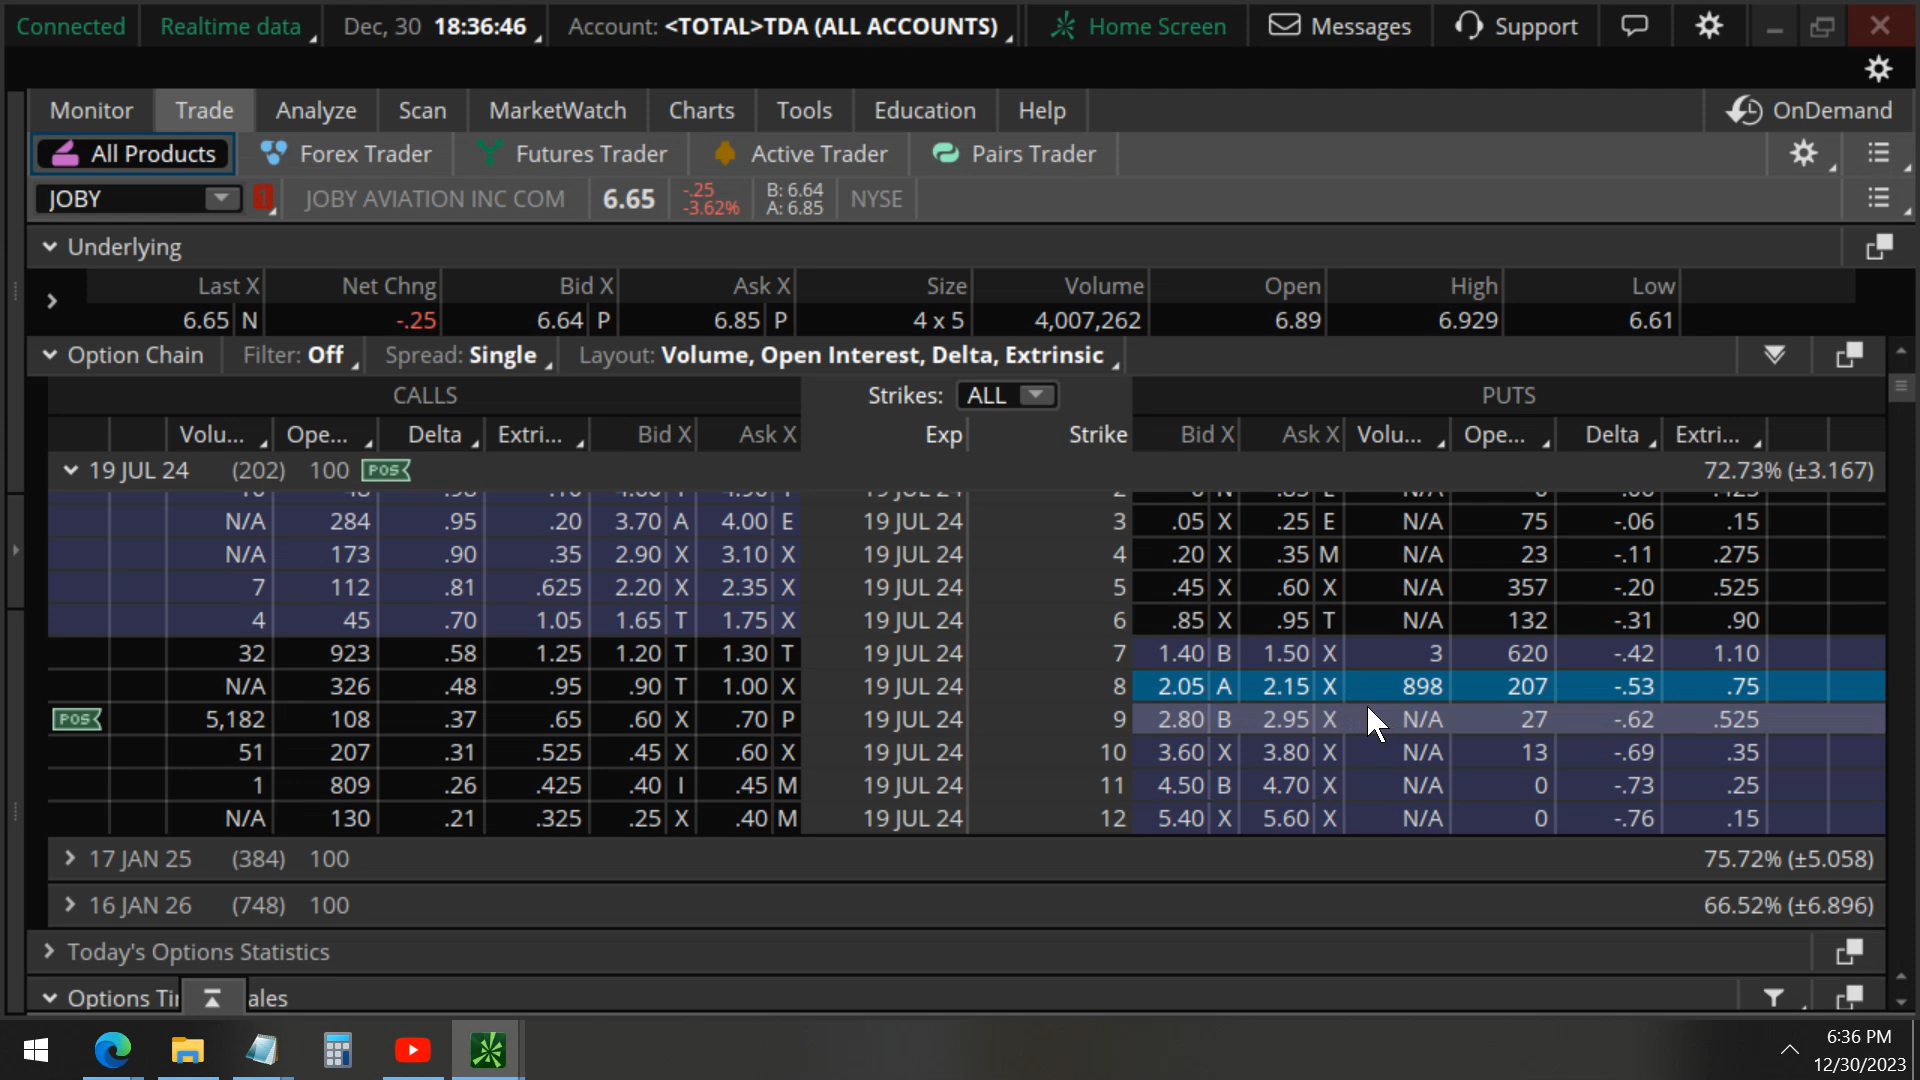 Connected Realtime data Dec, 30 18:36:46 Account: <TOTAL>TDA (ALL ACCOUNTS) Home Screen Messages Support
Monitor Trade Analyze Scan MarketWatch Charts Tools Education Help OnDemand
All Products Forex Trader Futures Trader Active Trader Pairs Trader
JOBY 1 JOBY AVIATION INC COM 6.65 -.25 B: 6.64 NYSE
-3.62% A: 6.85
Underlying
Last X Net Chng Bid X Ask X Size Volume Open High Low
6.65 N -.25 6.64 P 6.85 P 4 x 5 4,007,262 6.89 6.929 6.61
Option Chain Filter: Off Spread: Single Layout: Volume, Open Interest, Delta, Extrinsic
CALLS Strikes: ALL PUTS
Volu... Ope... Delta Extri... Bid X Ask X Exp Strike Bid X Ask X Volu... Ope... Delta Extri...
19 JUL 24 (202) 100 POS 72.73% (±3.167)
N/A 284 .95 .20 3.70 A 4.00 E 19 JUL 24 3 .05 X .25 E N/A 75 -.06 .15
N/A 173 .90 .35 2.90 X 3.10 X 19 JUL 24 4 .20 X .35 M N/A 23 -.11 .275
7 112 .81 .625 2.20 X 2.35 X 19 JUL 24 5 .45 X .60 X N/A 357 -.20 .525
4 45 .70 1.05 1.65 T 1.75 X 19 JUL 24 6 .85 X .95 T N/A 132 -.31 .90
32 923 .58 1.25 1.20 T 1.30 T 19 JUL 24 7 1.40 B 1.50 X 3 620 -.42 1.10
N/A 326 .48 .95 .90 T 1.00 X 19 JUL 24 8 2.05 A 2.15 X 898 207 -.53 .75
POS 5,182 108 .37 .65 .60 X .70 P 19 JUL 24 9 2.80 B 2.95 X N/A 27 -.62 .525
51 207 .31 .525 .45 X .60 X 19 JUL 24 10 3.60 X 3.80 X N/A 13 -.69 .35
1 809 .26 .425 .40 I .45 M 19 JUL 24 11 4.50 B 4.70 X N/A 0 -.73 .25
N/A 130 .21 .325 .25 X .40 M 19 JUL 24 12 5.40 X 5.60 X N/A 0 -.76 .15
17 JAN 25 (384) 100 75.72% (±5.058)
16 JAN 26 (748) 100 66.52% (±6.896)
Today's Options Statistics
Options Ti ales
6:36 PM
12/30/2023